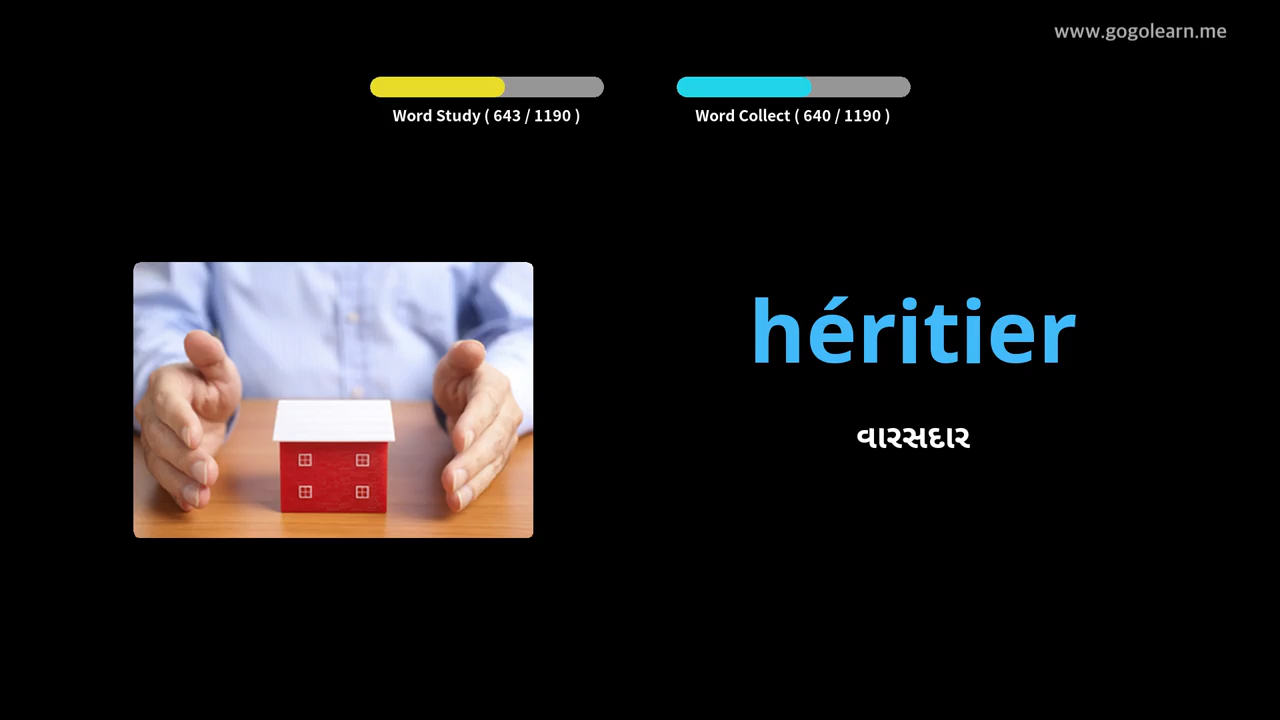 www.gogolearn.me
Word Study ( 643 / 1190 )
Word Collect ( 640 / 1190 )
héritier
વારસદાર